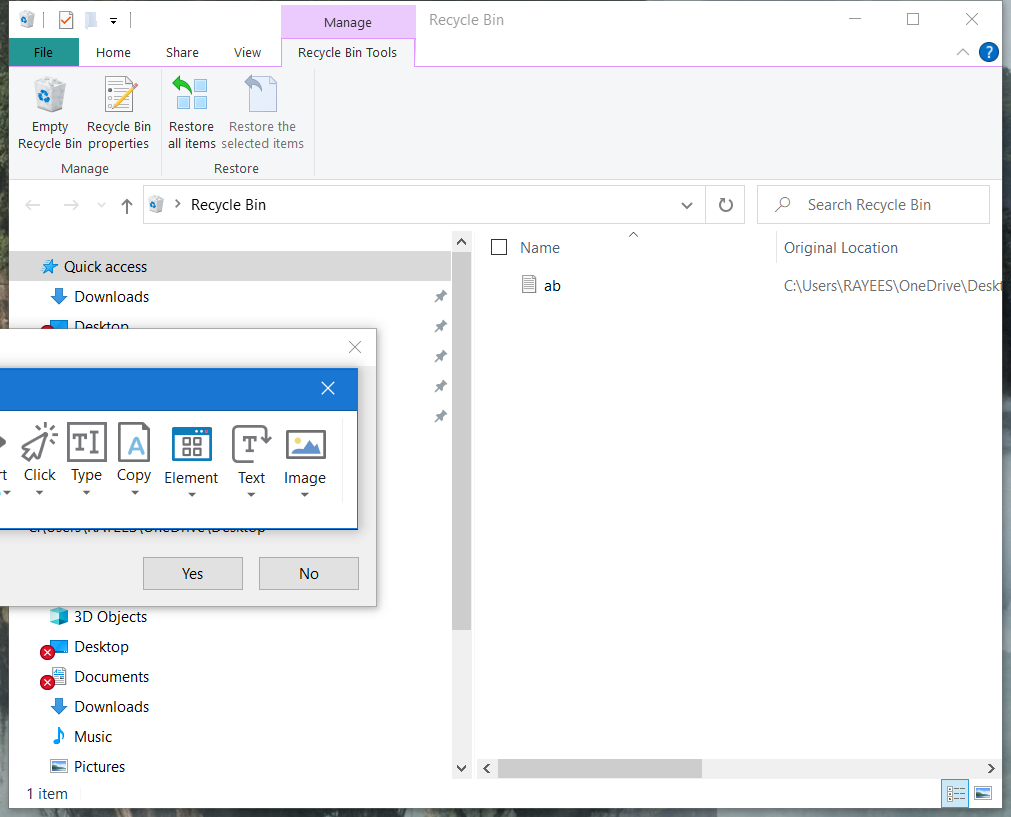 Manage
Recycle Bin
File
Home
Share
View
Recycle Bin Tools
?
Empty
Recycle Bin
Recycle Bin
properties
Restore
all items
Restore the
selected items
Manage
Restore
Recycle Bin
Search Recycle Bin
Name
Original Location
Quick access
ab
C:\Users\RAYEES\OneDrive\Deskt
Downloads
Desktop
rt
Click
Type
Copy
Element
Text
Image
C:\Users\RAYEES\OneDrive\Desktop
Yes
No
3D Objects
Desktop
Documents
Downloads
Music
Pictures
1 item